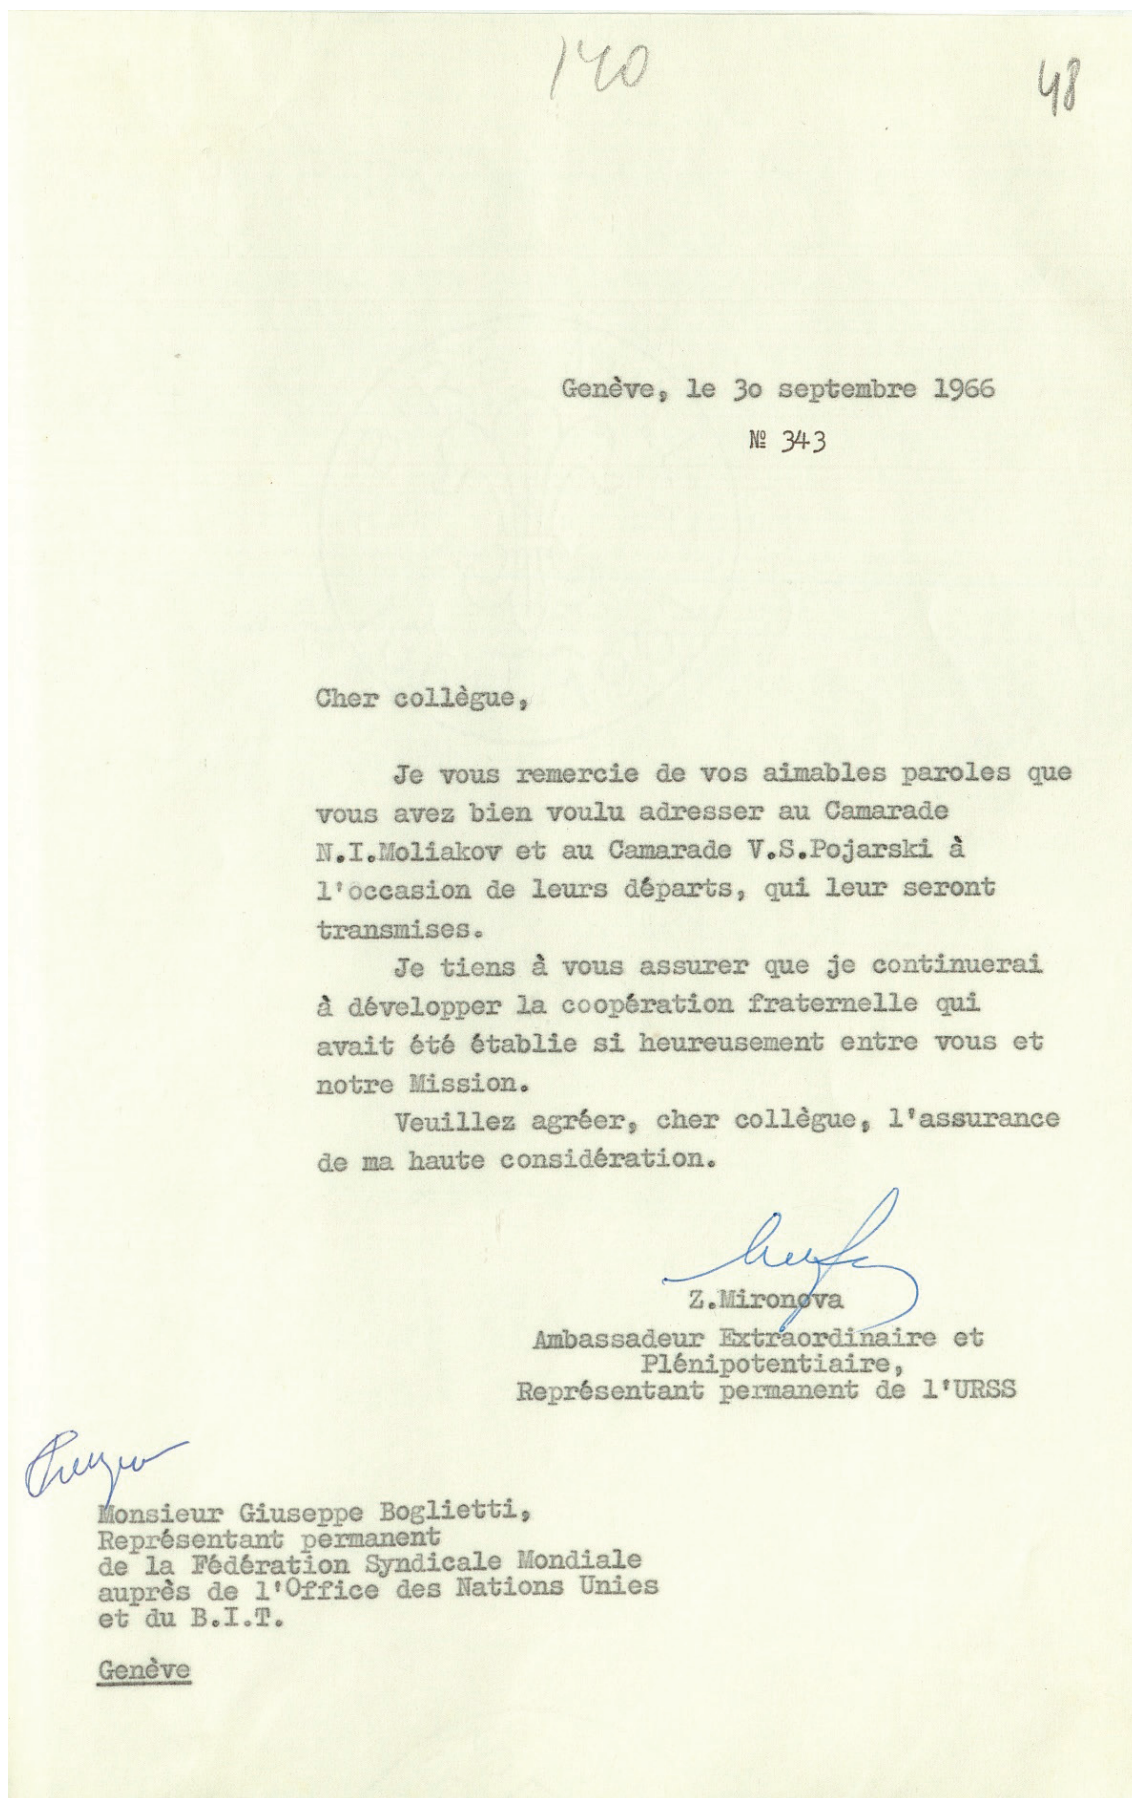 140
48
Genève, le 30 septembre 1966
№ 343
Cher collègue,
Je vous remercie de vos aimables paroles que
vous avez bien voulu adresser au Camarade
N.I.Moliakov et au Camarade V.S.Pojarski à
l'occasion de leurs départs, qui leur seront
transmises.
Je tiens à vous assurer que je continuerai
à développer la coopération fraternelle qui
avait été établie si heureusement entre vous et
notre Mission.
Veuillez agréer, cher collègue, l'assurance
de ma haute considération.
Z.Mironova
Ambassadeur Extraordinaire et
Plénipotentiaire,
Représentant permanent de l'URSS
Monsieur Giuseppe Boglietti,
Représentant permanent
de la Fédération Syndicale Mondiale
auprès de l'Office des Nations Unies
et du B.I.T.
Genève